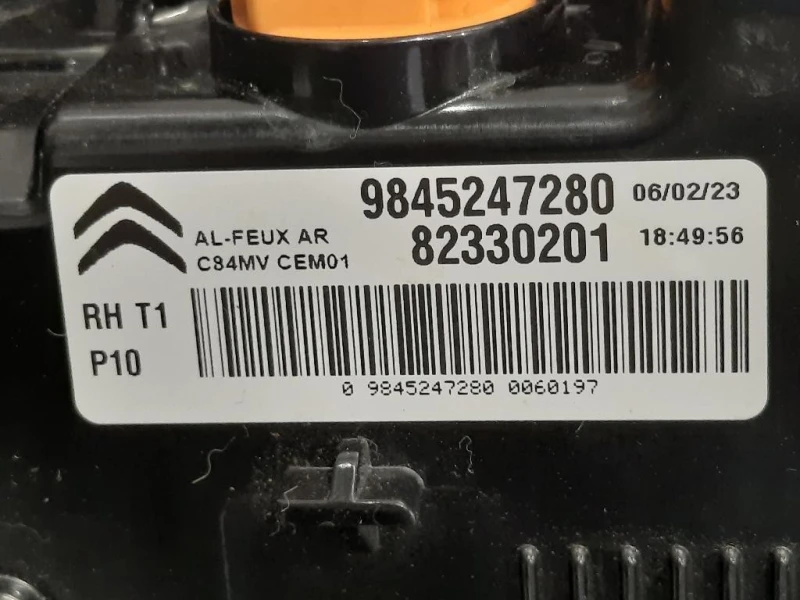 9845247280 06/02/23
AL-FEUX AR 82330201 18:49:56
C84MV CEM01
RH T1
P10
0 9845247280 0060197